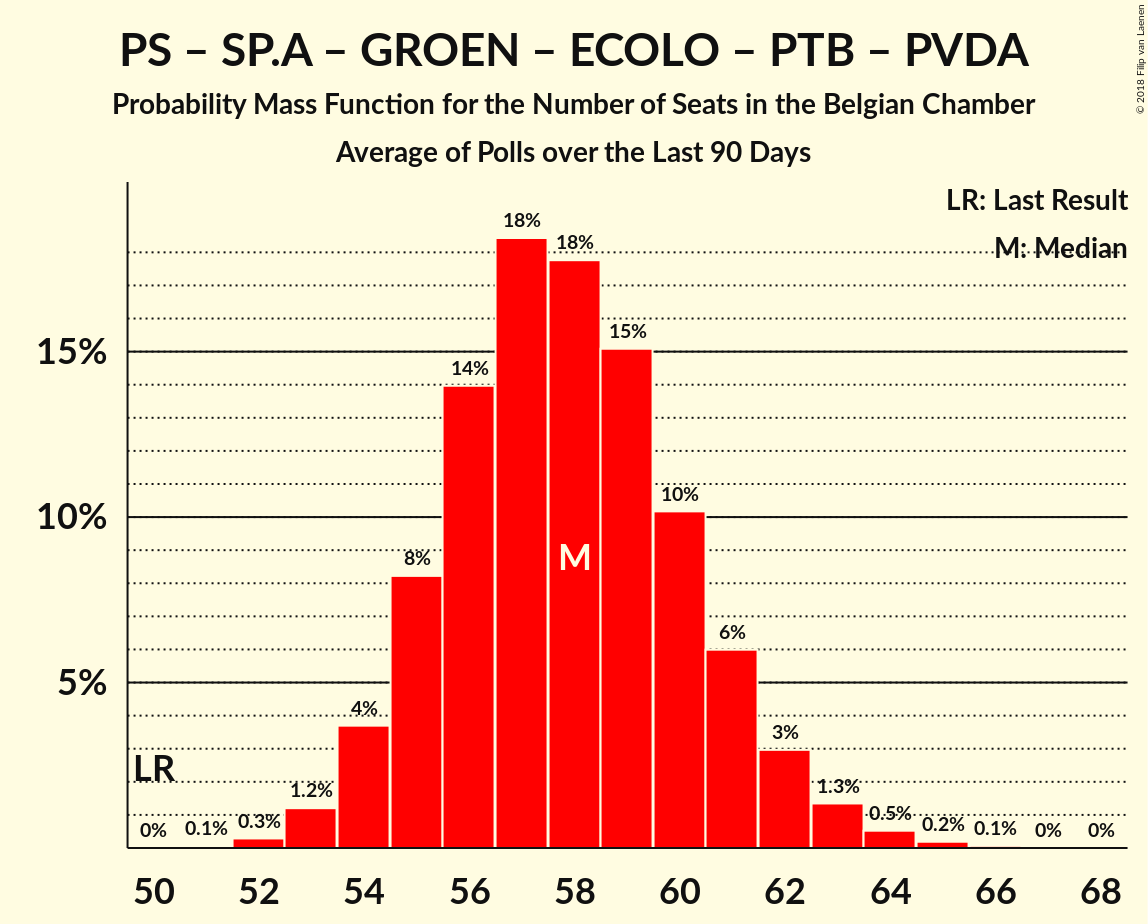 PS – SP.A – GROEN – ECOLO – PTB – PVDA
Probability Mass Function for the Number of Seats in the Belgian Chamber
Average of Polls over the Last 90 Days
© 2018 Filip van Laenen
LR: Last Result
M: Median
18%
18%
15%
15%
14%
10%
10%
8%
M
6%
5%
4%
3%
LR
1.2%
1.3%
0%
0.1%
0.3%
0.5%
0.2%
0.1%
0%
0%
50 52 54 56 58 60 62 64 66 68